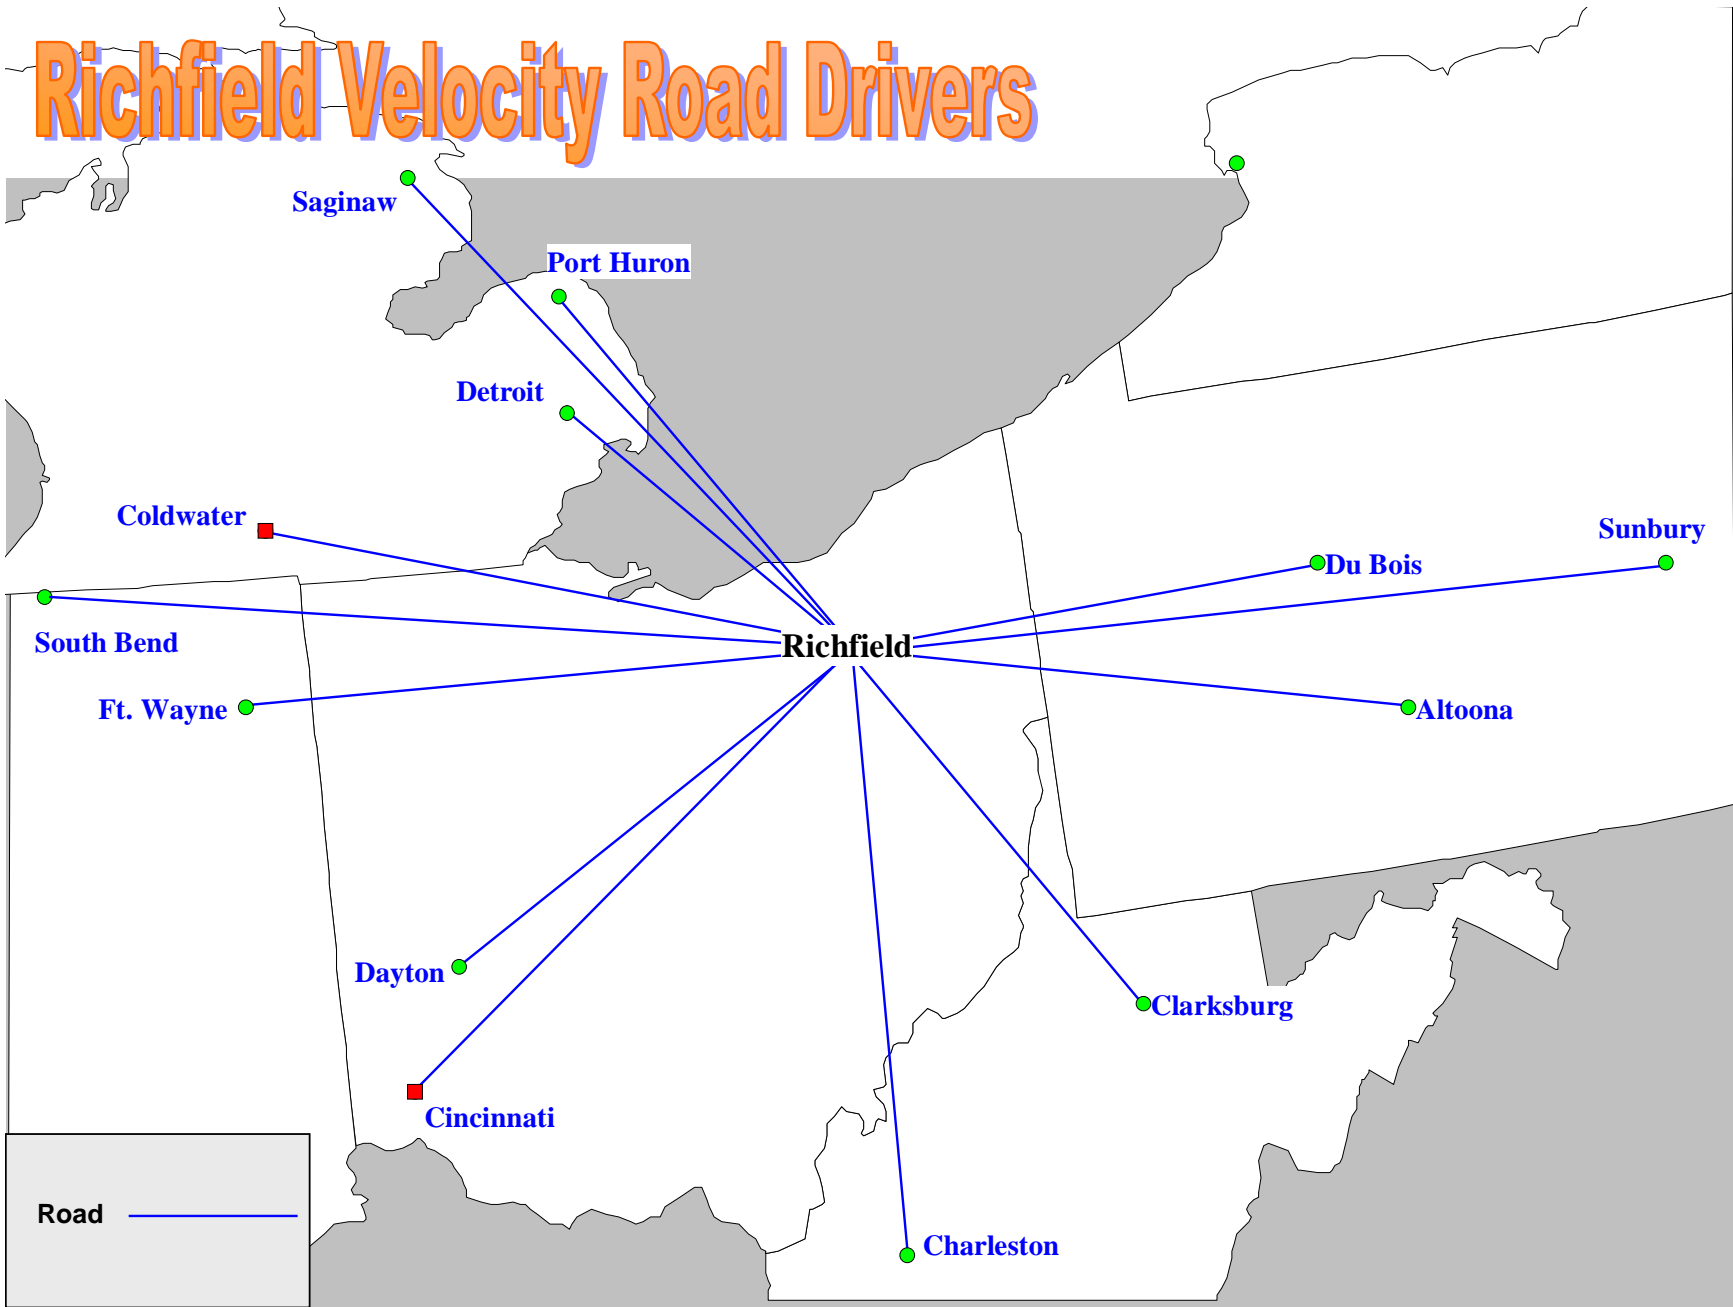 Richfield Velocity Road Drivers
Saginaw
Port Huron
Detroit
Coldwater
Sunbury
Du Bois
South Bend
Richfield
Ft. Wayne
Altoona
Dayton
Clarksburg
Cincinnati
Road
Charleston